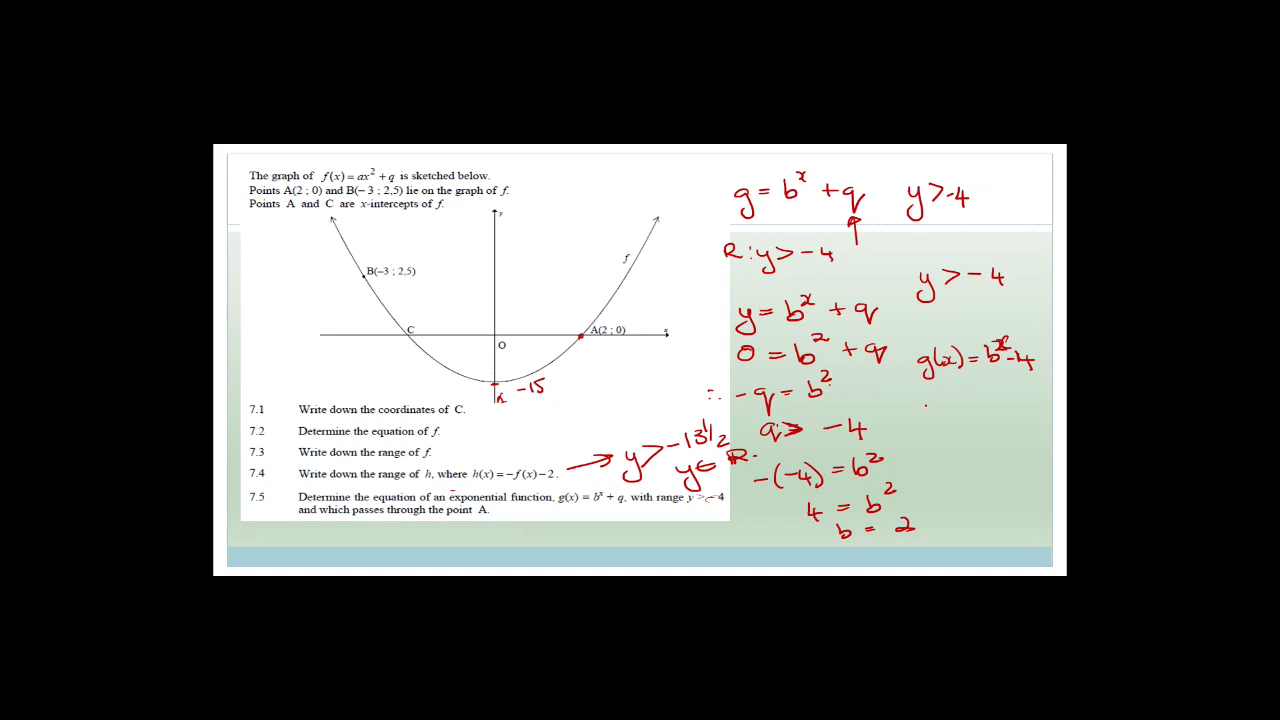 The graph of f(x) = ax² + q is sketched below.
Points A(2 ; 0) and B(– 3 ; 2,5) lie on the graph of f.
Points A and C are x-intercepts of f.
y
f
B(–3 ; 2,5)
C
A(2 ; 0)
x
O
-15
7.1 Write down the coordinates of C.
7.2 Determine the equation of f.
7.3 Write down the range of f.
7.4 Write down the range of h, where h(x) = –f(x) – 2.
7.5 Determine the equation of an exponential function, g(x) = bˣ + q, with range y > –4
and which passes through the point A.
y > -13½
y ∈ R.
g = bˣ + q
y > -4
R: y > -4
y = bˣ + q
0 = b² + q
∴ -q = b²
q = -4
-(-4) = b²
4 = b²
b = 2
y > -4
g(x) = bˣ - 4